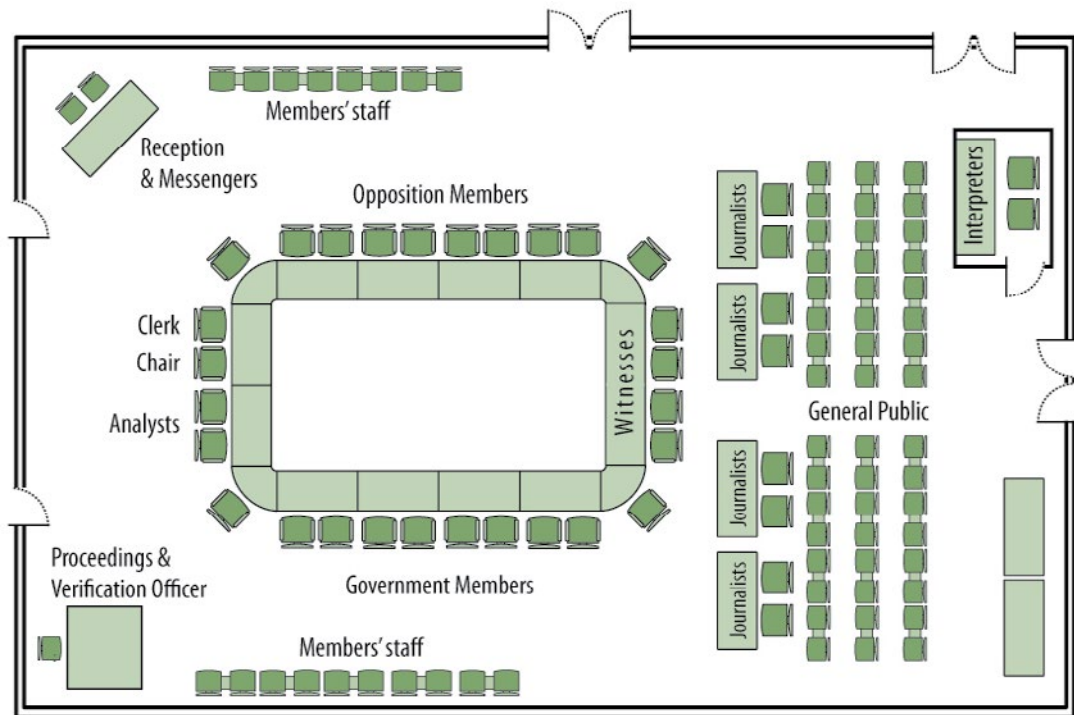 Members' staff
Reception
& Messengers
Opposition Members
Journalists
Interpreters
Clerk
Chair
Analysts
Witnesses
Journalists
General Public
Journalists
Proceedings &
Verification Officer
Government Members
Journalists
Members' staff